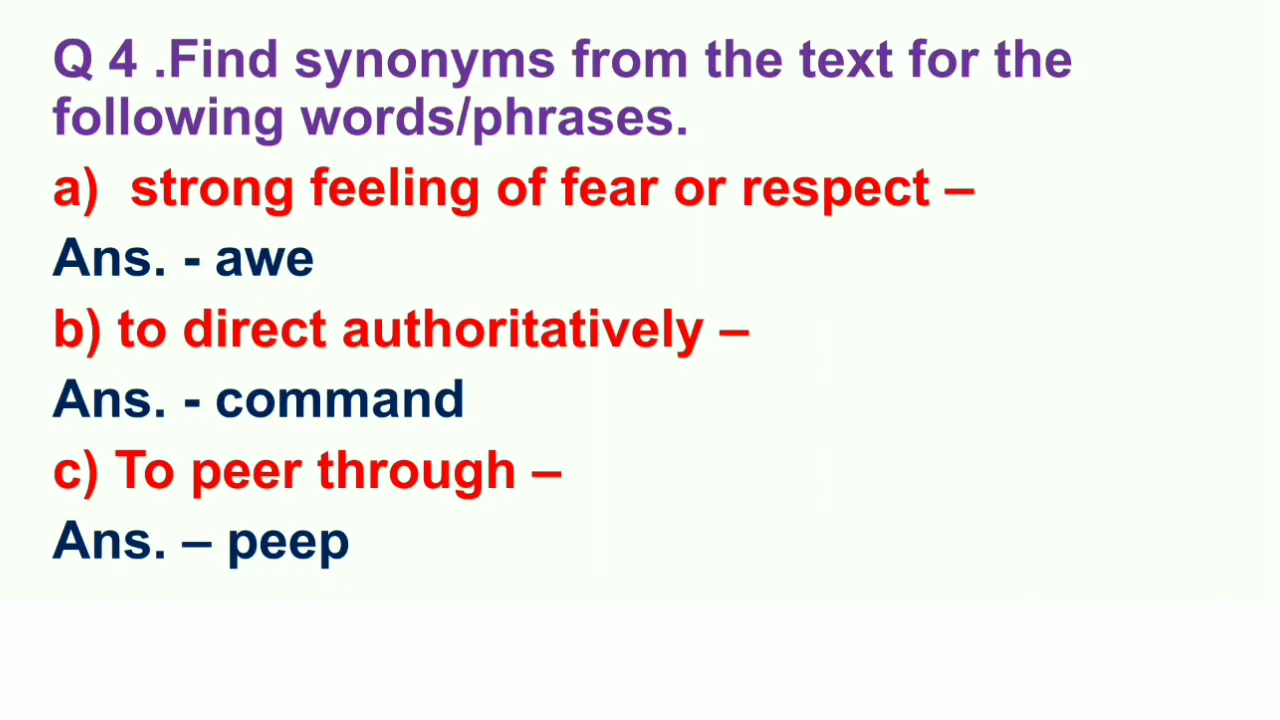 Q 4 .Find synonyms from the text for the
following words/phrases.
a)  strong feeling of fear or respect –
Ans. - awe
b) to direct authoritatively –
Ans. - command
c) To peer through –
Ans. – peep